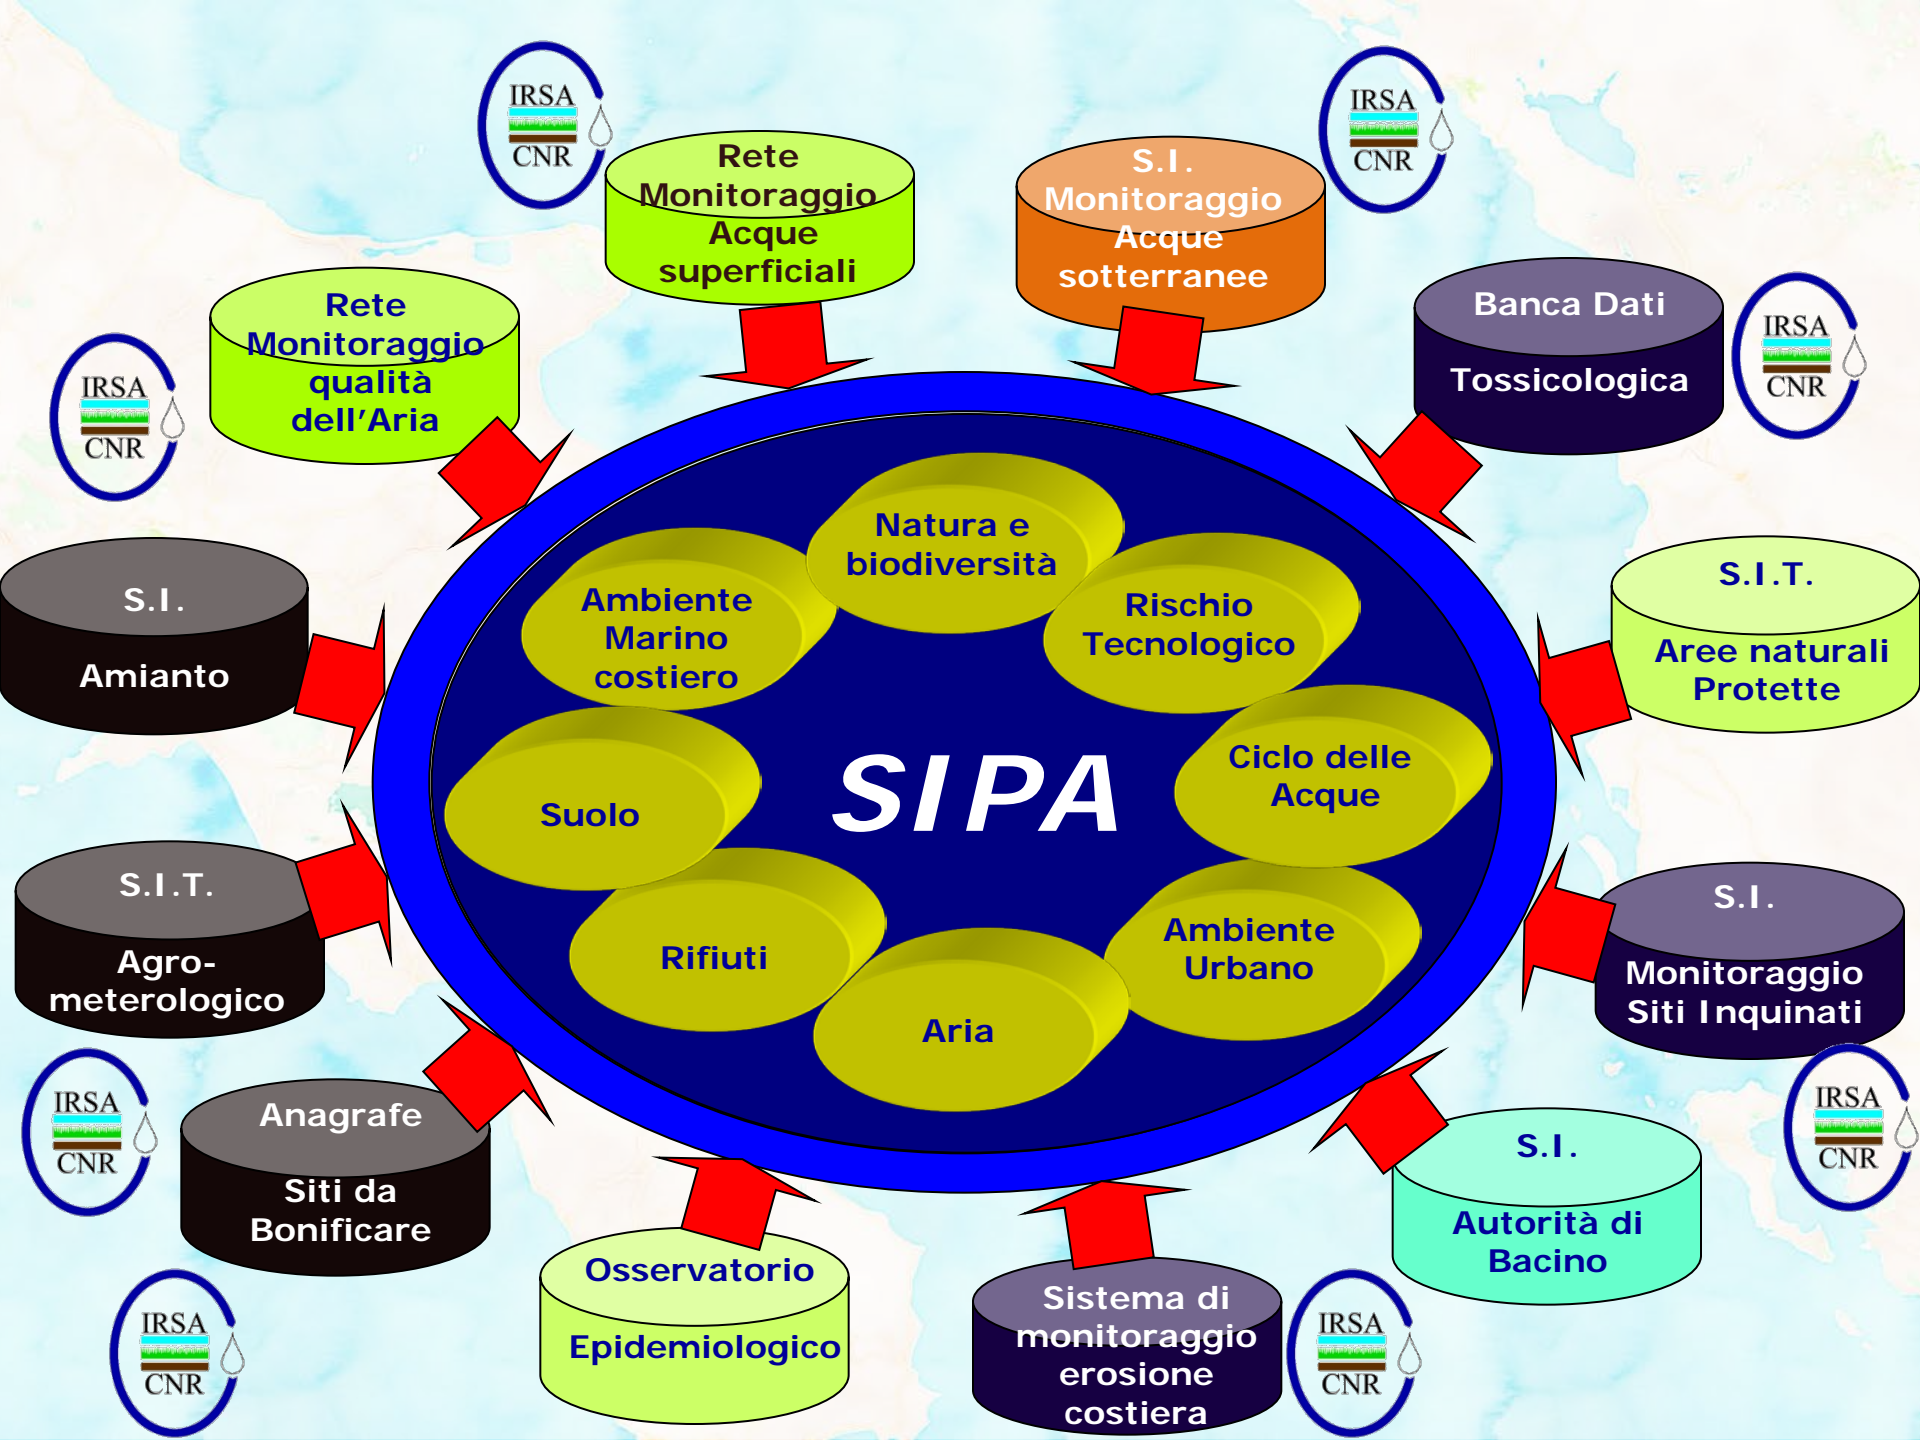 IRSA
CNR
IRSA
CNR
Rete
Monitoraggio
Acque
superficiali
S.I.
Monitoraggio
Acque
sotterranee
Rete
Monitoraggio
qualità
dell'Aria
Banca Dati
Tossicologica
IRSA
CNR
IRSA
CNR
Natura e
biodiversità
Ambiente
Marino
costiero
Rischio
Tecnologico
S.I.
Amianto
S.I.T.
Aree naturali
Protette
SIPA
Ciclo delle
Acque
Suolo
S.I.T.
Agro-
meterologico
Rifiuti
Aria
Ambiente
Urbano
S.I.
Monitoraggio
Siti Inquinati
IRSA
CNR
Anagrafe
Siti da
Bonificare
IRSA
CNR
S.I.
Autorità di
Bacino
IRSA
CNR
Osservatorio
Epidemiologico
Sistema di
monitoraggio
erosione
costiera
IRSA
CNR